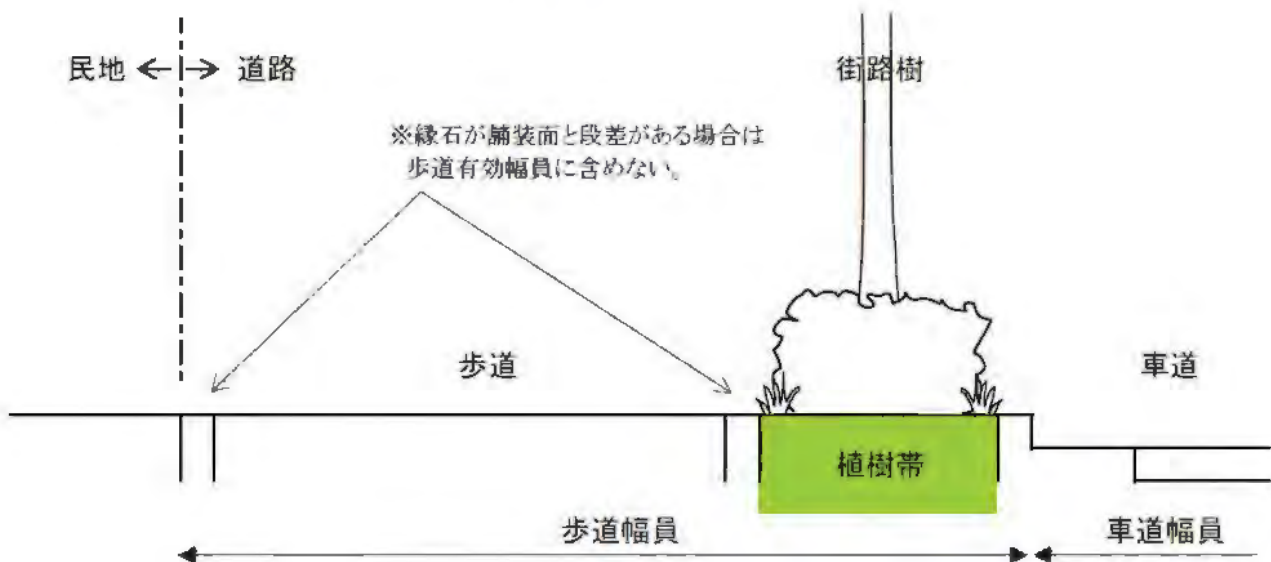 民地 ←→ 道路
街路樹
※縁石が舗装面と段差がある場合は
歩道有効幅員に含めない。
歩道
車道
植樹帯
歩道幅員
車道幅員